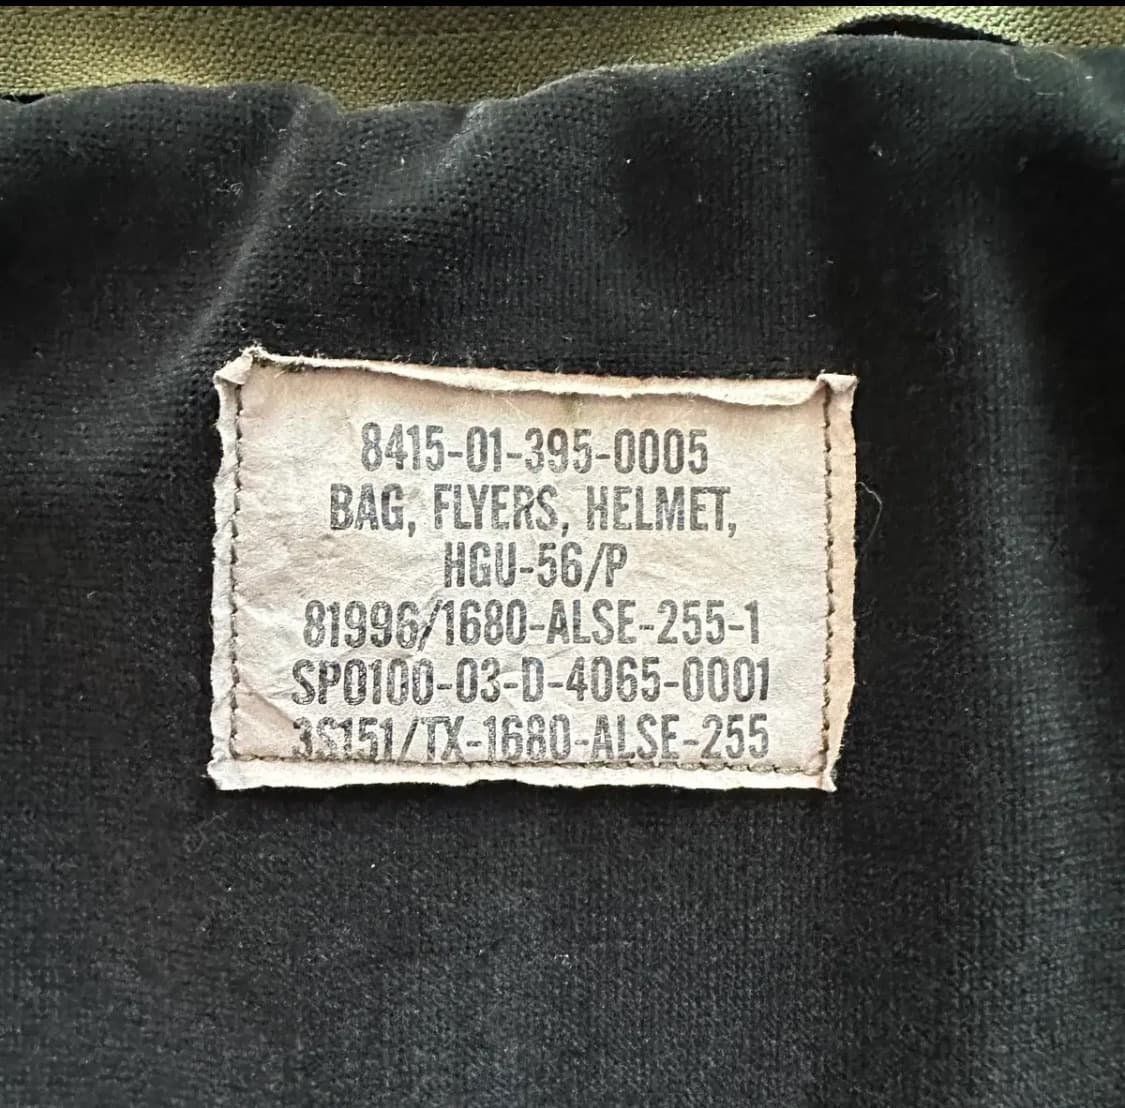 8415-01-395-0005
BAG, FLYERS, HELMET,
HGU-56/P
81996/1680-ALSE-255-1
SPO100-03-D-4065-0001
3S151/TX-1680-ALSE-255